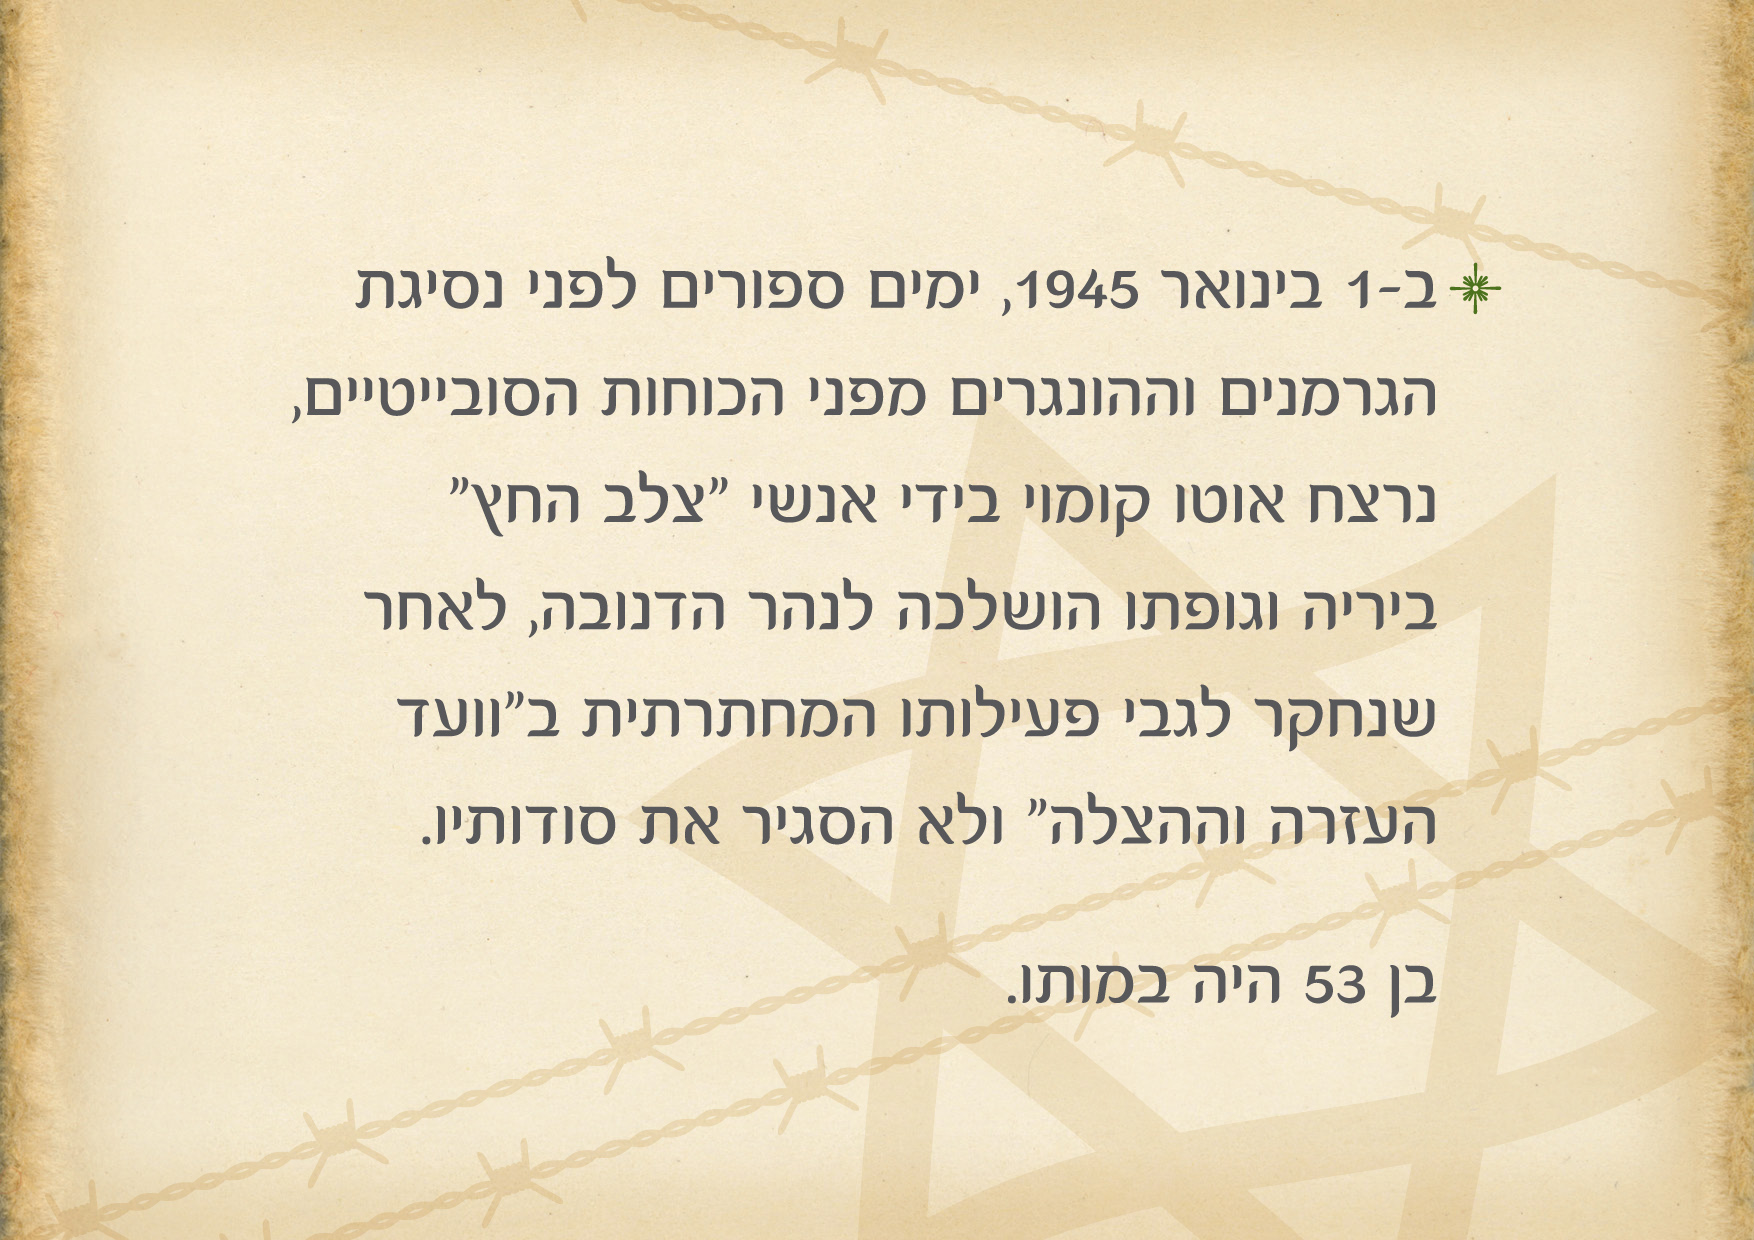 ב-1 בינואר 1945, ימים ספורים לפני נסיגת
הגרמנים וההונגרים מפני הכוחות הסובייטיים,
נרצח אוטו קומוי בידי אנשי "צלב החץ"
ביריה וגופתו הושלכה לנהר הדנובה, לאחר
שנחקר לגבי פעילותו המחתרתית ב"וועד
העזרה וההצלה" ולא הסגיר את סודותיו.
בן 53 היה במותו.